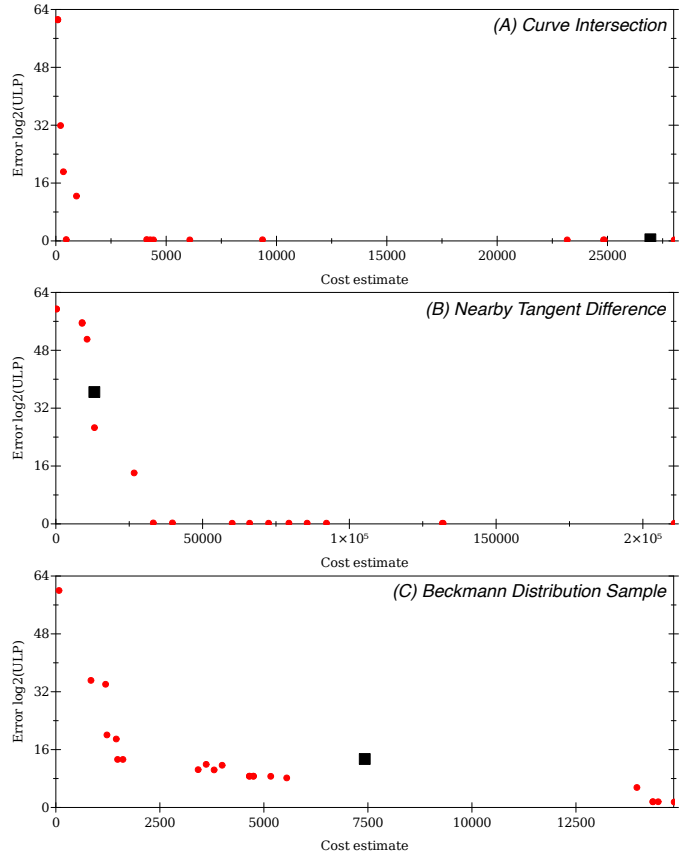 (A) Curve Intersection
Error log2(ULP)
64
48
32
16
0
0 5000 10000 15000 20000 25000
Cost estimate
(B) Nearby Tangent Difference
Error log2(ULP)
64
48
32
16
0
0 50000 1×10⁵ 150000 2×10⁵
Cost estimate
(C) Beckmann Distribution Sample
Error log2(ULP)
64
48
32
16
0
0 2500 5000 7500 10000 12500
Cost estimate